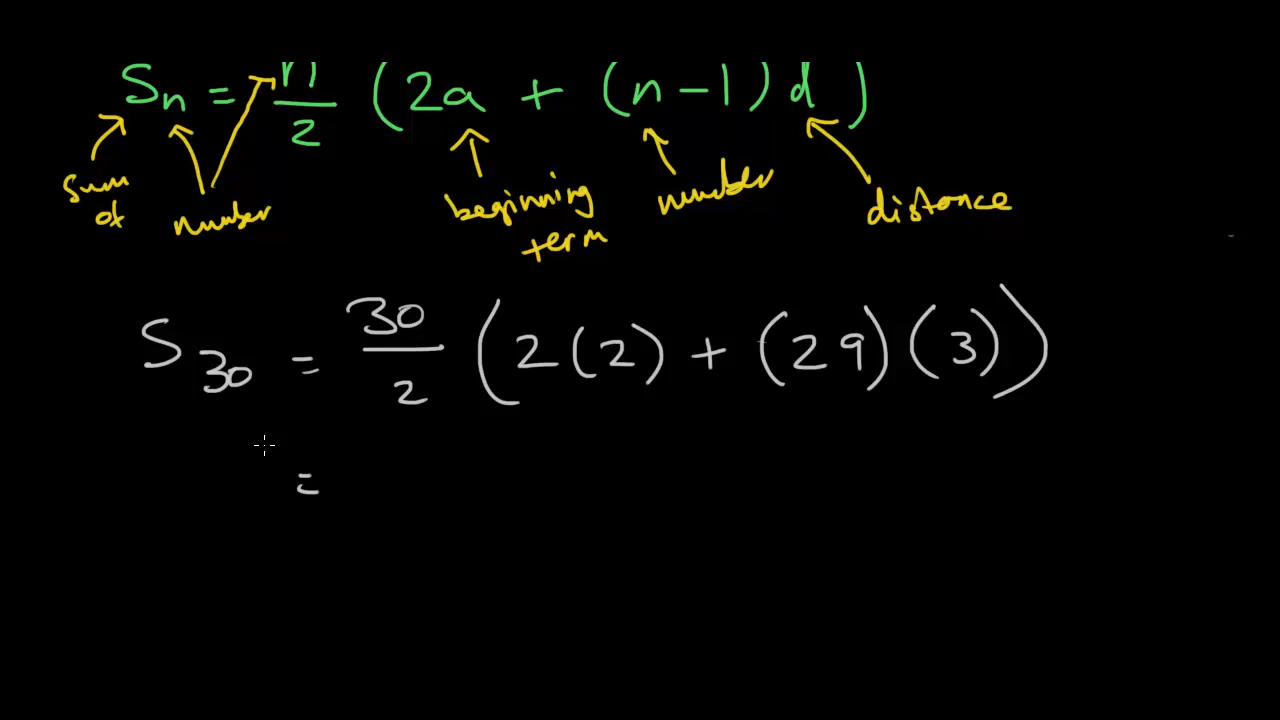 Sn = n/2 (2a + (n-1)d)
sum of number beginning term number distance
S30 = 30/2 (2(2) + (29)(3))
=